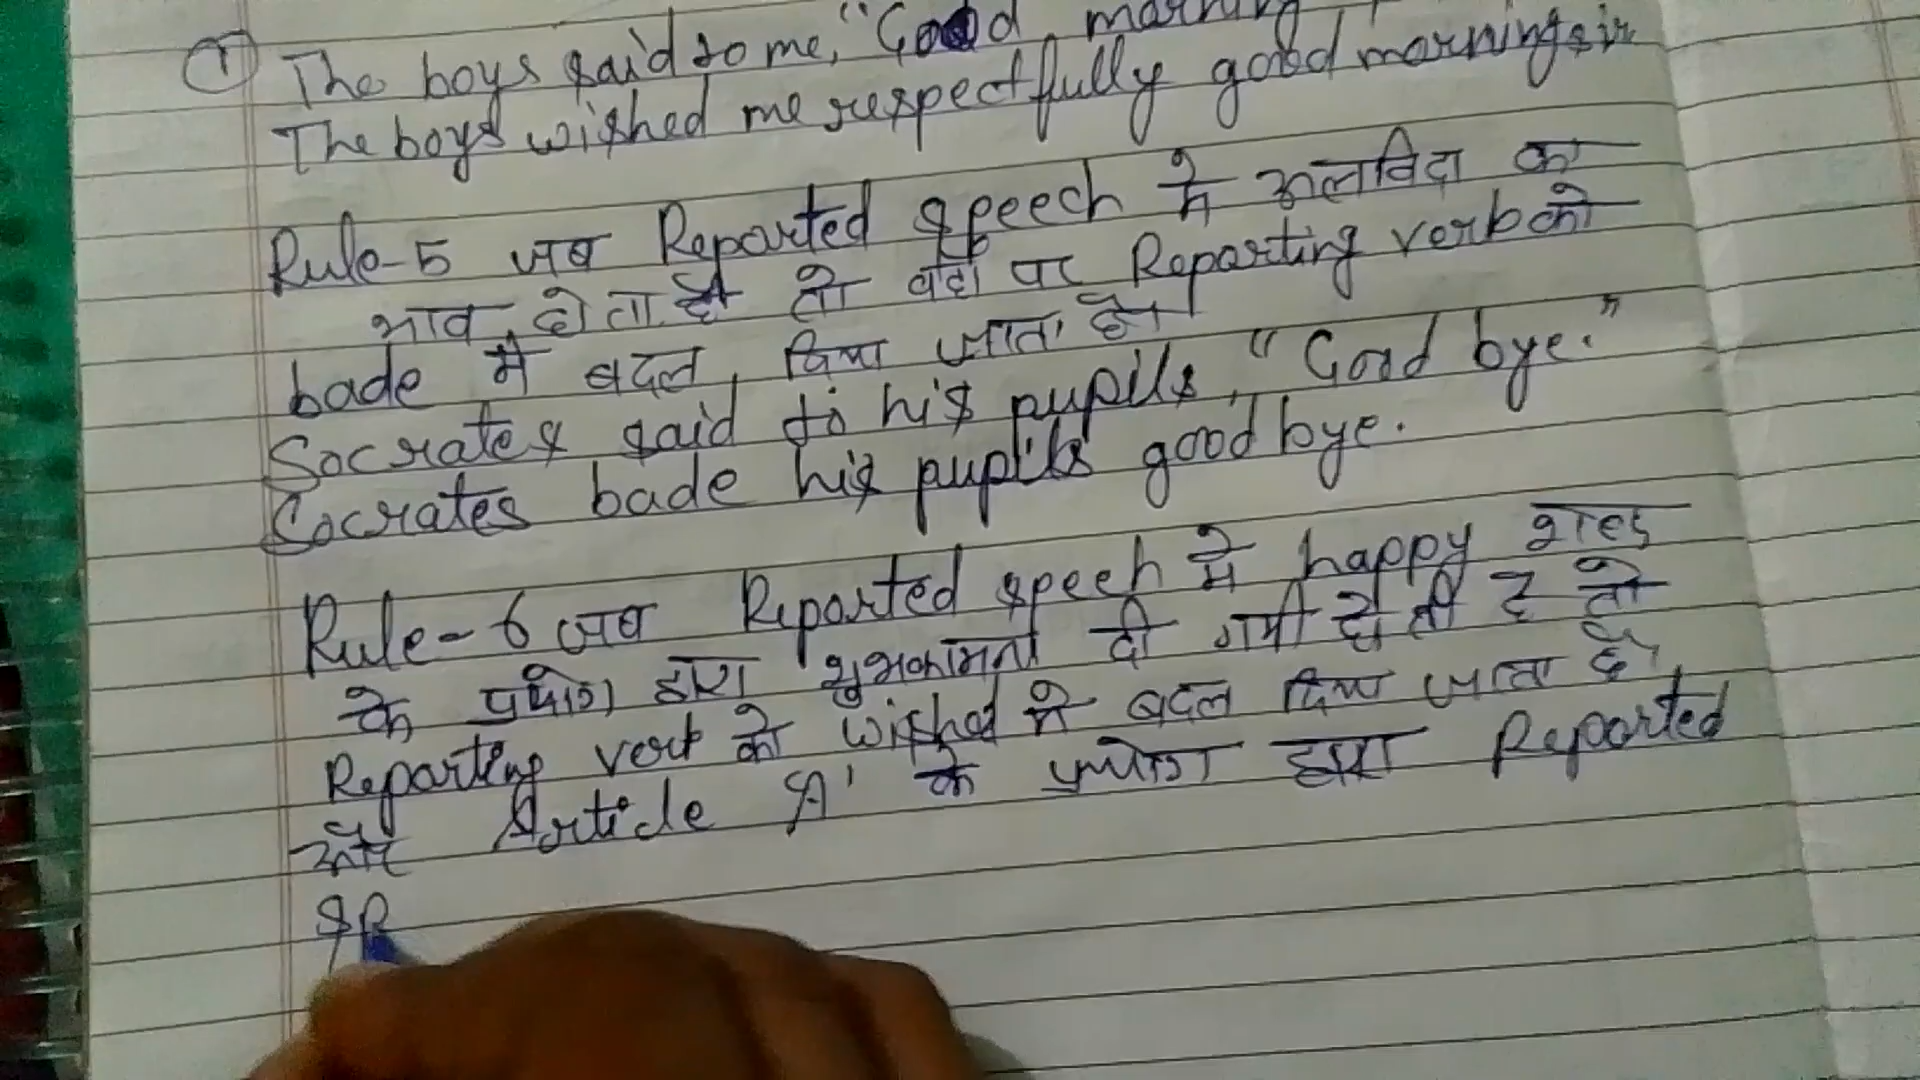 ① The boys said to me, "Good morning
The boys wished me respectfully good morning sir
Rule-5 जब Reported speech मे अलविदा का
भाव होता है तो वहां पर Reporting verb को
bade मे बदल दिया जाता है।
Socrates said to his pupils, "Good bye."
Socrates bade his pupils good bye.
Rule-6 जब Reported speeh मे happy शब्द
के प्रयोग द्वारा शुभकामना दी गयी होती है तो
Reporting verb को wished मे बदल दिया जाता है।
और Article 'A' के प्रयोग द्वारा Reported
sp